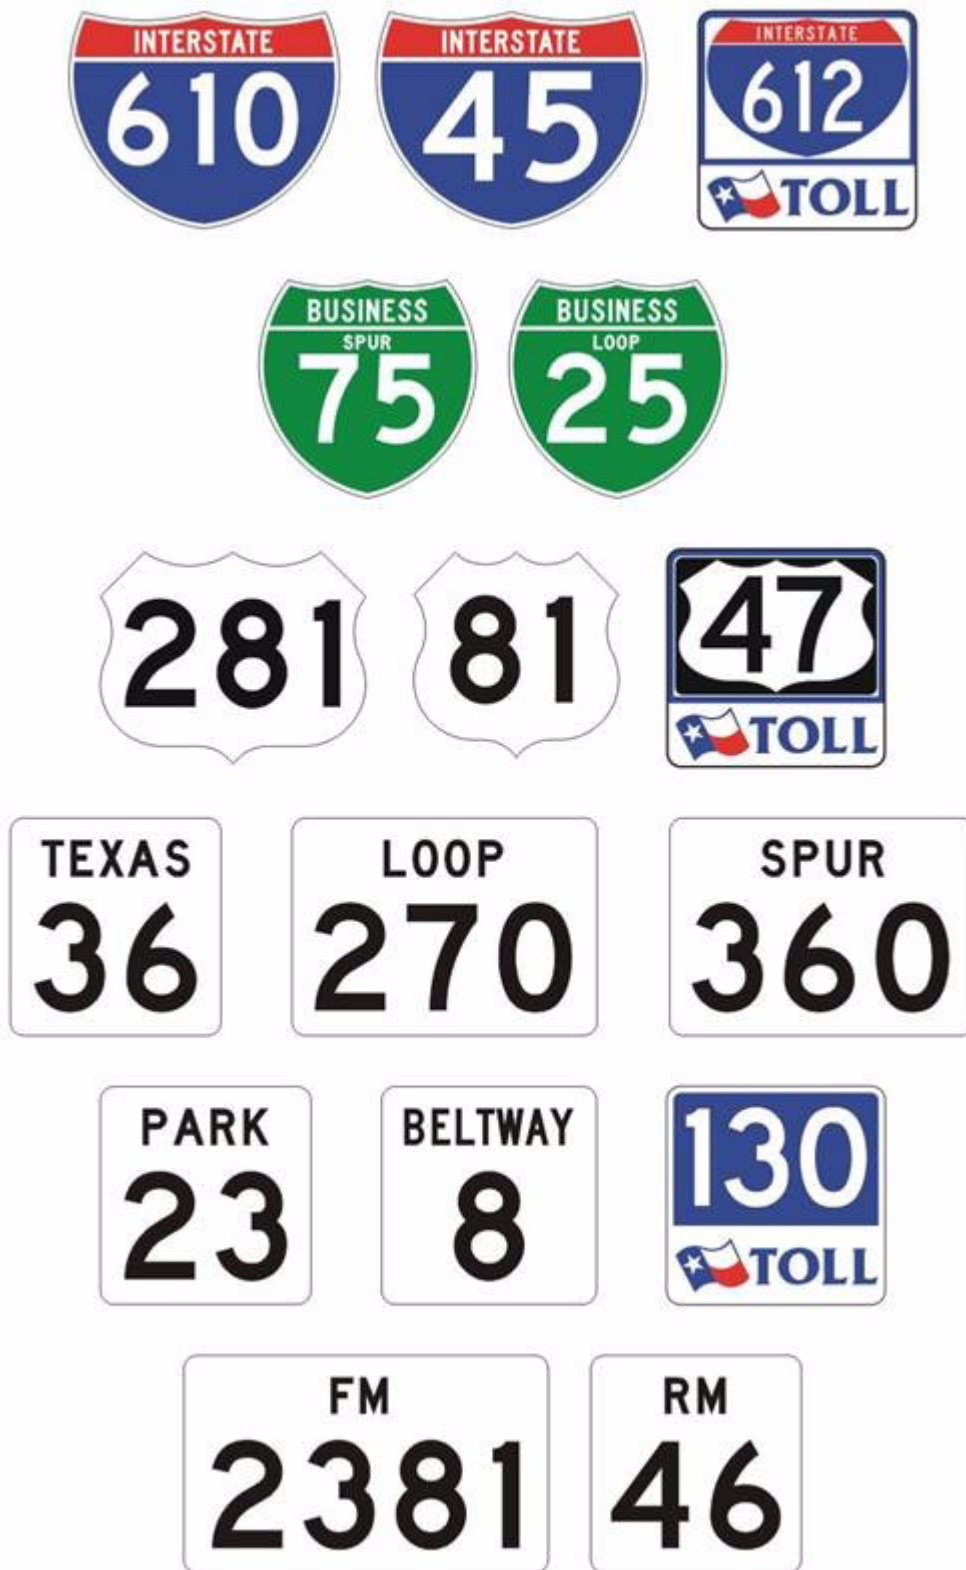 INTERSTATE
610
INTERSTATE
45
INTERSTATE
612
TOLL
BUSINESS
SPUR
75
BUSINESS
LOOP
25
281
81
47
TOLL
TEXAS
36
LOOP
270
SPUR
360
PARK
23
BELTWAY
8
130
TOLL
FM
2381
RM
46